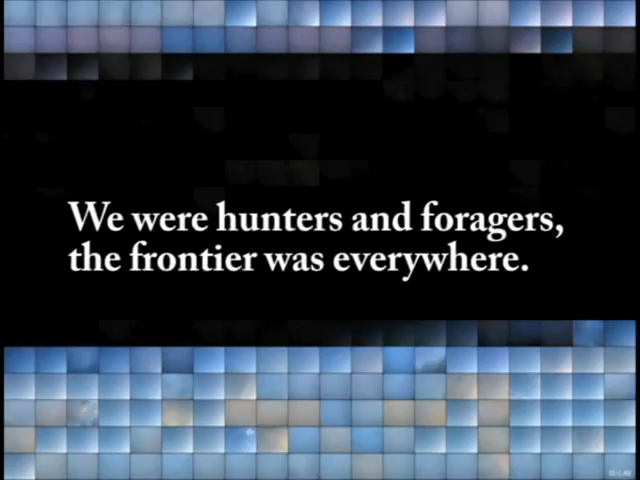 We were hunters and foragers,
the frontier was everywhere.